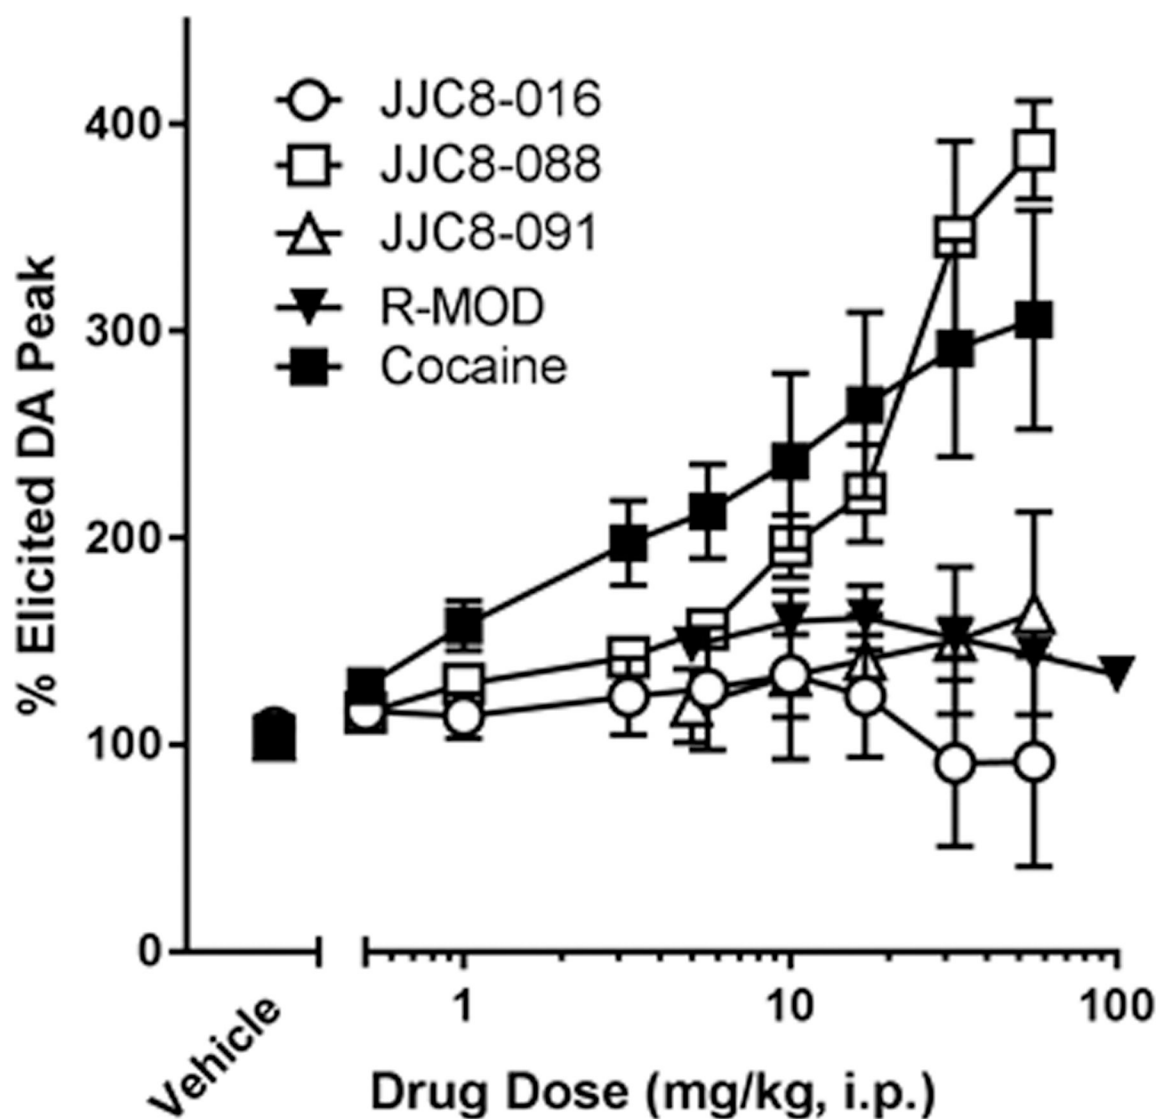 % Elicited DA Peak
400
300
200
100
0
JJC8-016
JJC8-088
JJC8-091
R-MOD
Cocaine
Vehicle
1
10
100
Drug Dose (mg/kg, i.p.)